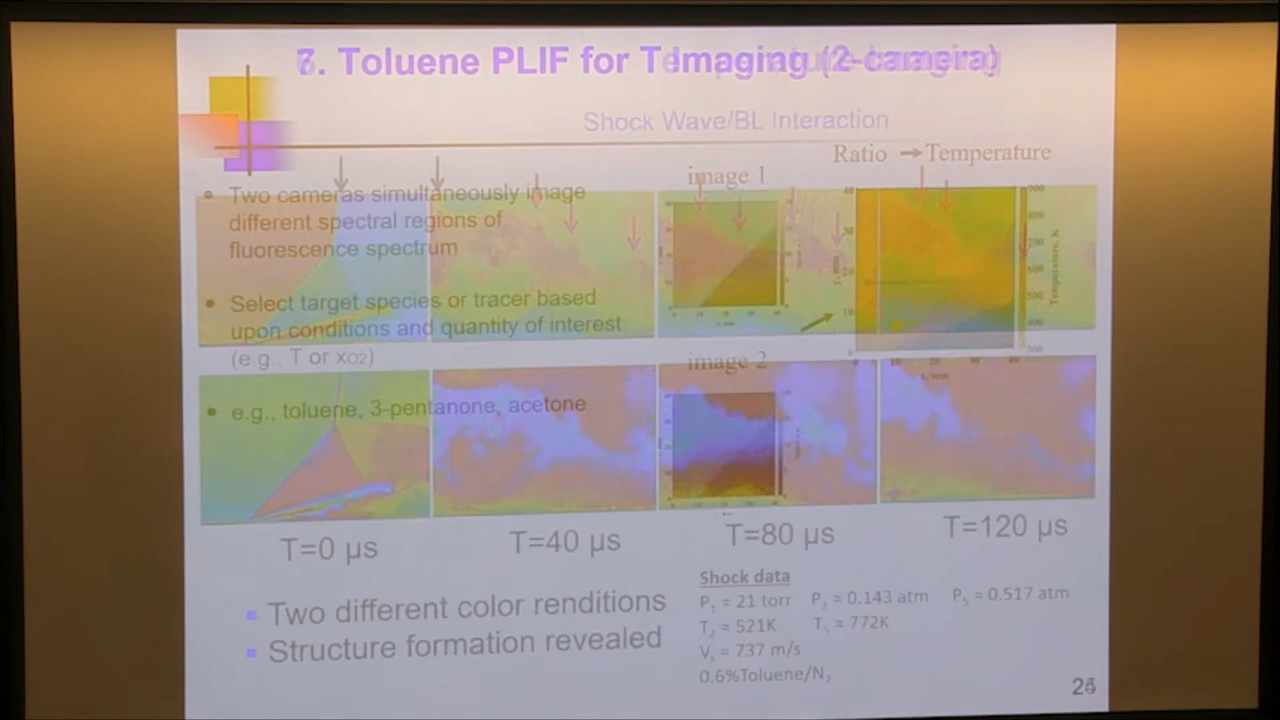 Toluene PLIF for T Imaging (2-camera)
Shock Wave/BL Interaction
Ratio → Temperature
image 1
• Two cameras simultaneously image
different spectral regions of
fluorescence spectrum
• Select target species or tracer based
upon conditions and quantity of interest
(e.g., T or xO2)
image 2
• e.g., toluene, 3-pentanone, acetone
Temperature, K
T=0 µs
T=40 µs
T=80 µs
T=120 µs
▪ Two different color renditions
▪ Structure formation revealed
Shock data
P₁ = 21 torr P₂ = 0.143 atm P₅ = 0.517 atm
T₂ = 521K T₅ = 772K
Vₛ = 737 m/s
0.6%Toluene/N₂